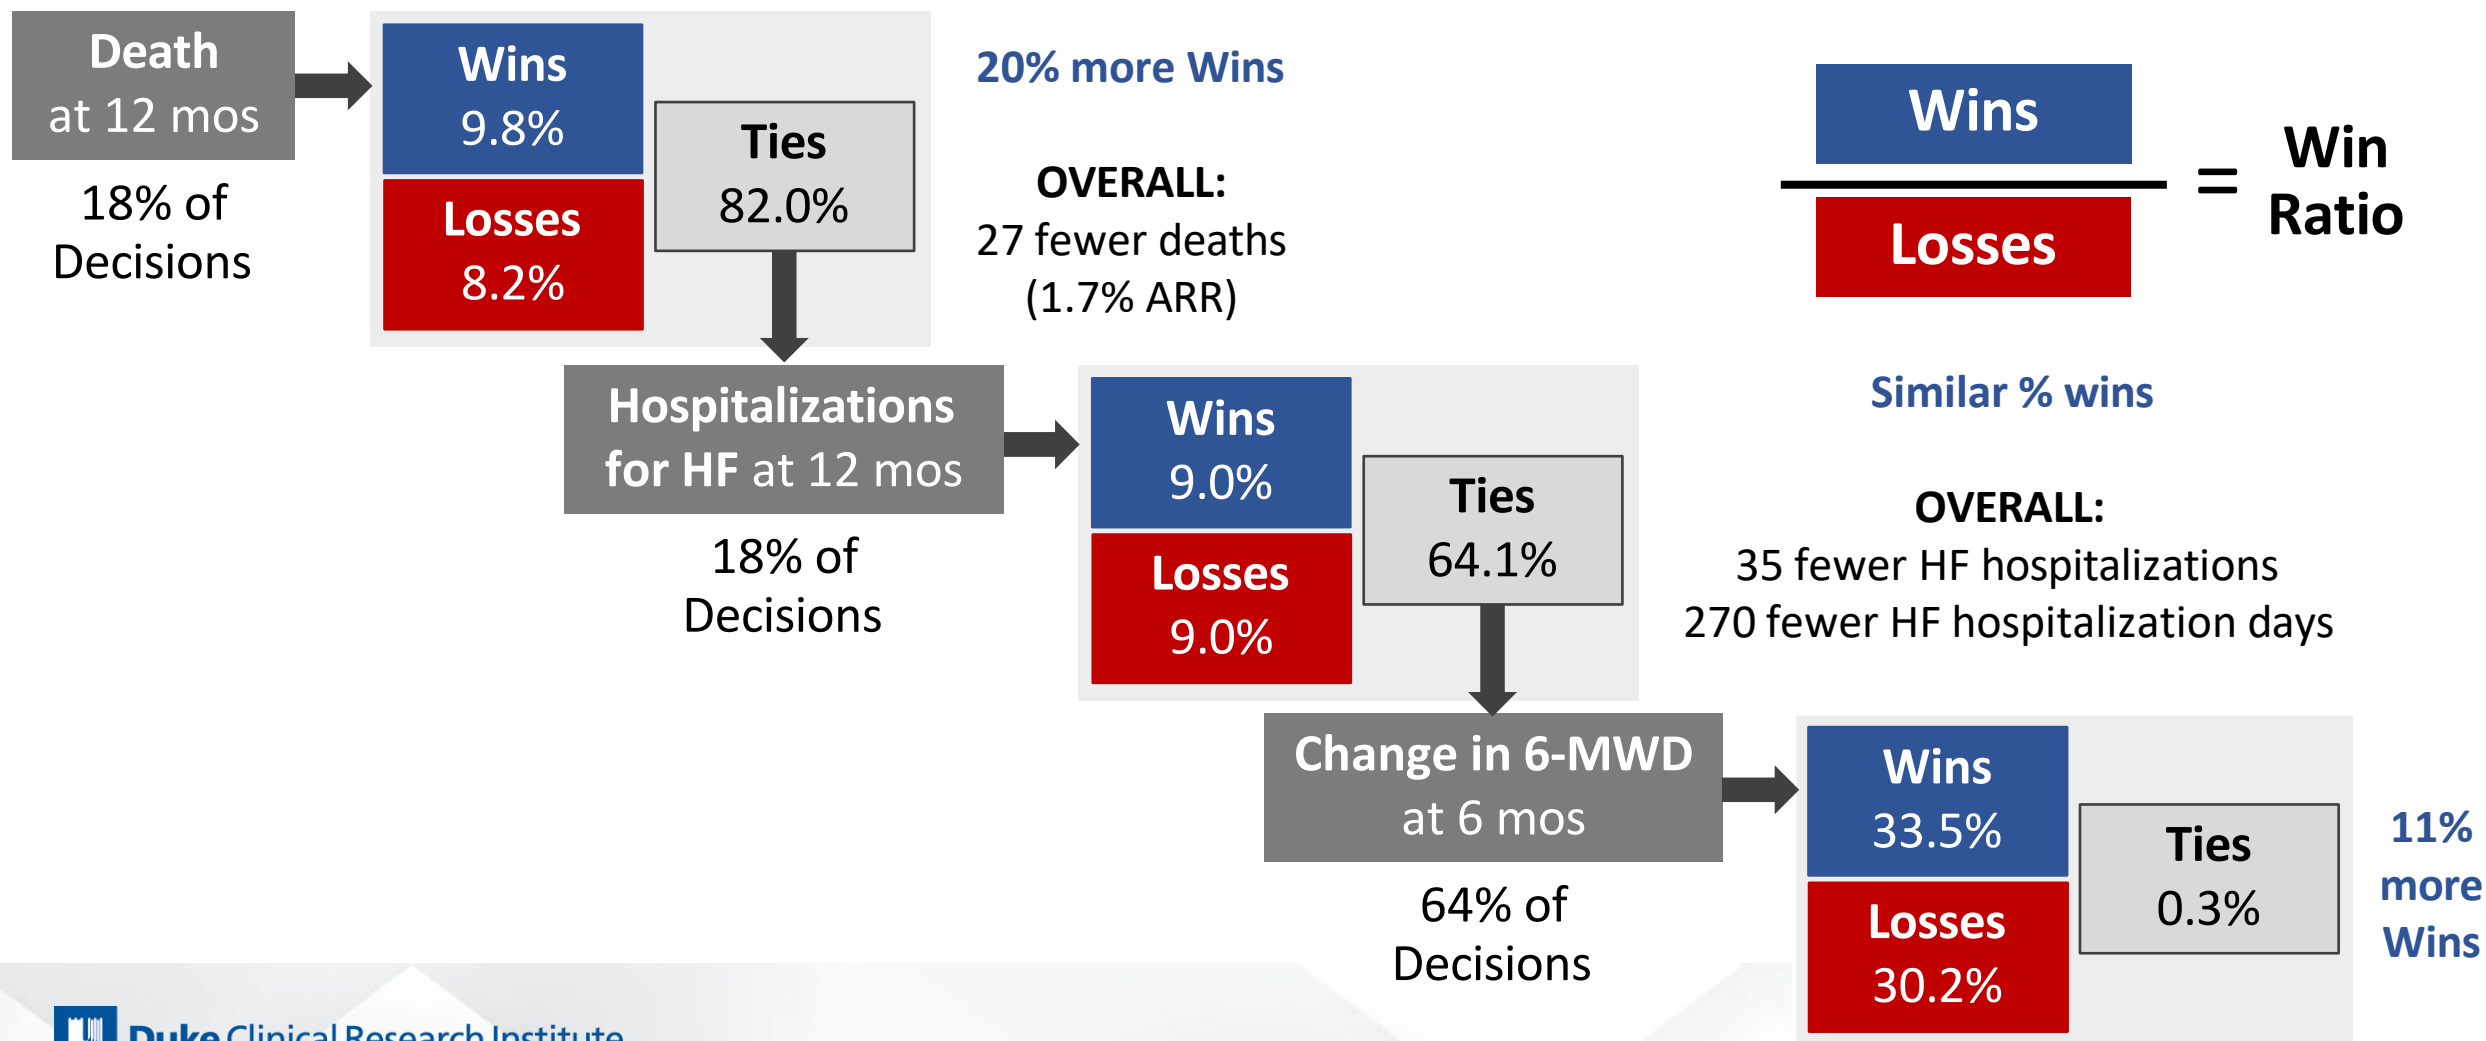 Death
at 12 mos
18% of
Decisions
Wins
9.8%
Losses
8.2%
Ties
82.0%
20% more Wins
OVERALL:
27 fewer deaths
(1.7% ARR)
Wins
Losses
=
Win
Ratio
Hospitalizations
for HF at 12 mos
18% of
Decisions
Wins
9.0%
Losses
9.0%
Ties
64.1%
Similar % wins
OVERALL:
35 fewer HF hospitalizations
270 fewer HF hospitalization days
Change in 6-MWD
at 6 mos
64% of
Decisions
Wins
33.5%
Losses
30.2%
Ties
0.3%
11%
more
Wins
Duke Clinical Research Institute